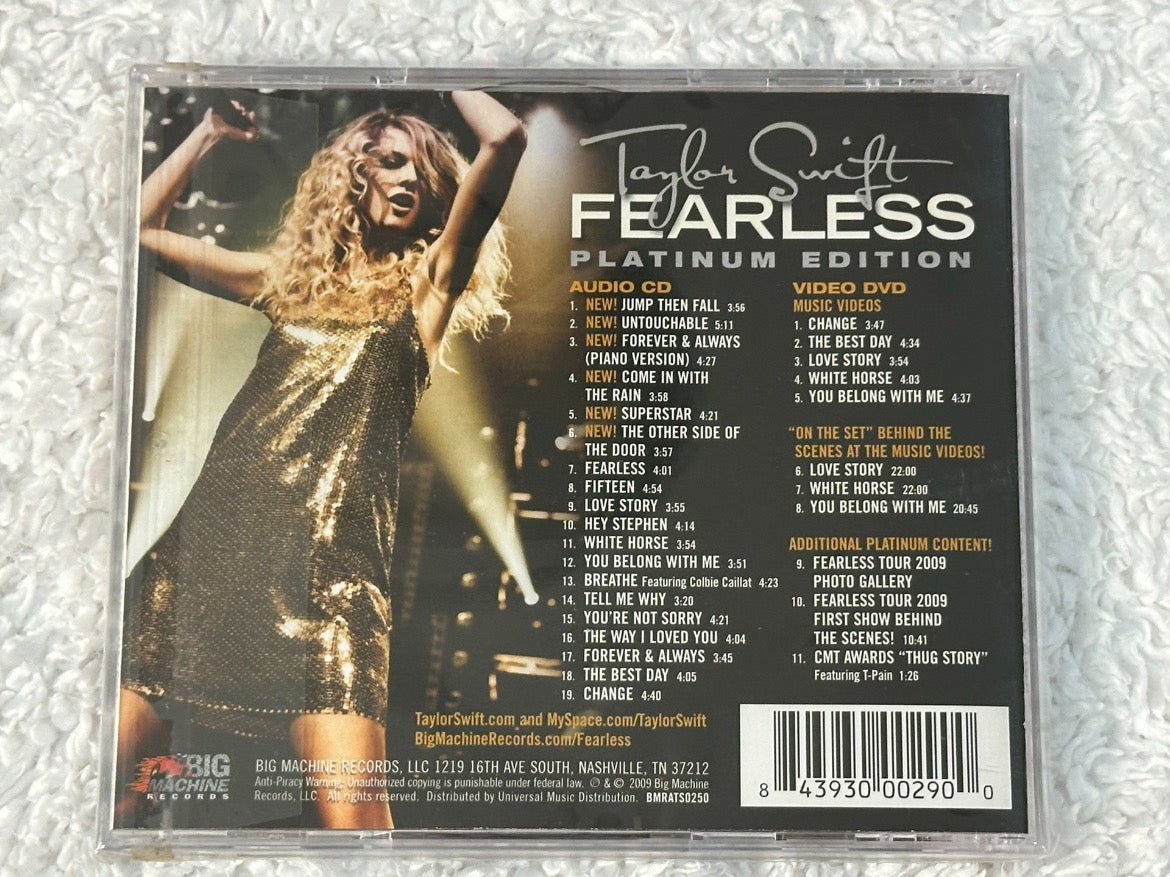 Taylor Swift
FEARLESS
PLATINUM EDITION
AUDIO CD
1. NEW! JUMP THEN FALL 3:56
2. NEW! UNTOUCHABLE 5:11
3. NEW! FOREVER & ALWAYS
(PIANO VERSION) 4:27
4. NEW! COME IN WITH
THE RAIN 3:58
5. NEW! SUPERSTAR 4:21
6. NEW! THE OTHER SIDE OF
THE DOOR 3:57
7. FEARLESS 4:01
8. FIFTEEN 4:54
9. LOVE STORY 3:55
10. HEY STEPHEN 4:14
11. WHITE HORSE 3:54
12. YOU BELONG WITH ME 3:51
13. BREATHE Featuring Colbie Caillat 4:23
14. TELL ME WHY 3:20
15. YOU'RE NOT SORRY 4:21
16. THE WAY I LOVED YOU 4:04
17. FOREVER & ALWAYS 3:45
18. THE BEST DAY 4:05
19. CHANGE 4:40
VIDEO DVD
MUSIC VIDEOS
1. CHANGE 3:47
2. THE BEST DAY 4:34
3. LOVE STORY 3:54
4. WHITE HORSE 4:03
5. YOU BELONG WITH ME 4:37
"ON THE SET" BEHIND THE
SCENES AT THE MUSIC VIDEOS!
6. LOVE STORY 22:00
7. WHITE HORSE 22:00
8. YOU BELONG WITH ME 20:45
ADDITIONAL PLATINUM CONTENT!
9. FEARLESS TOUR 2009
PHOTO GALLERY
10. FEARLESS TOUR 2009
FIRST SHOW BEHIND
THE SCENES! 10:41
11. CMT AWARDS "THUG STORY"
Featuring T-Pain 1:26
TaylorSwift.com and MySpace.com/TaylorSwift
BigMachineRecords.com/Fearless
BIG
MACHINE
RECORDS
BIG MACHINE RECORDS, LLC 1219 16TH AVE SOUTH, NASHVILLE, TN 37212
Anti-Piracy Warning: Unauthorized copying is punishable under federal law. ℗ & © 2009 Big Machine
Records, LLC. All rights reserved. Distributed by Universal Music Distribution. BMRATS0250
8 43930 00290 0